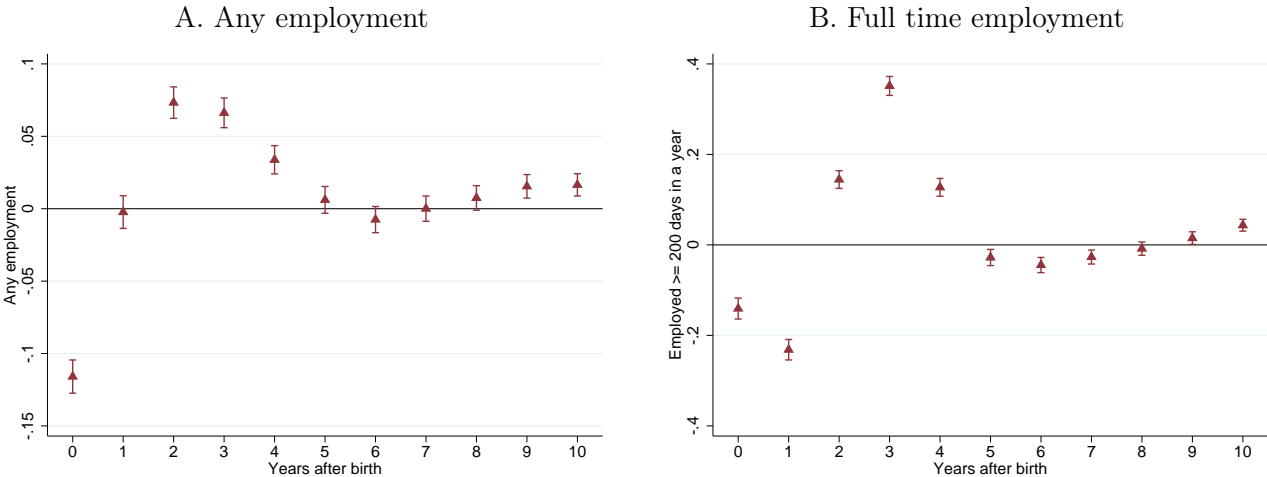 A. Any employment
Any employment
.1
.05
0
-.05
-.1
-.15
0 1 2 3 4 5 6 7 8 9 10
Years after birth
B. Full time employment
Employed >= 200 days in a year
.4
.2
0
-.2
-.4
0 1 2 3 4 5 6 7 8 9 10
Years after birth